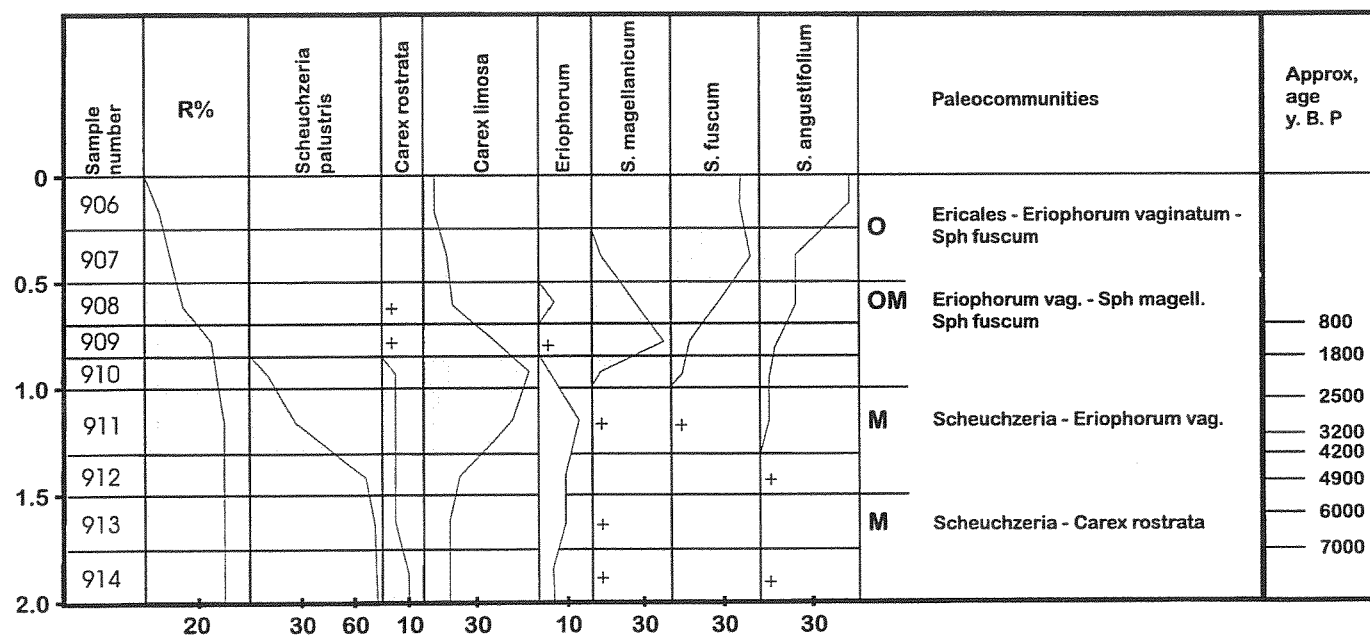 Sample number
R%
Scheuchzeria palustris
Carex rostrata
Carex limosa
Eriophorum
S. magellanicum
S. fuscum
S. angustifolium
Paleocommunities
Approx,
age
y. B. P
0
906
907
0.5
908
+
909
+
+
910
1.0
911
+
+
912
+
1.5
913
+
914
+
+
2.0
O
Ericales - Eriophorum vaginatum -
Sph fuscum
OM
Eriophorum vag. - Sph magell.
Sph fuscum
M
Scheuchzeria - Eriophorum vag.
M
Scheuchzeria - Carex rostrata
800
1800
2500
3200
4200
4900
6000
7000
20
30 60
10
30
10
30
30
30